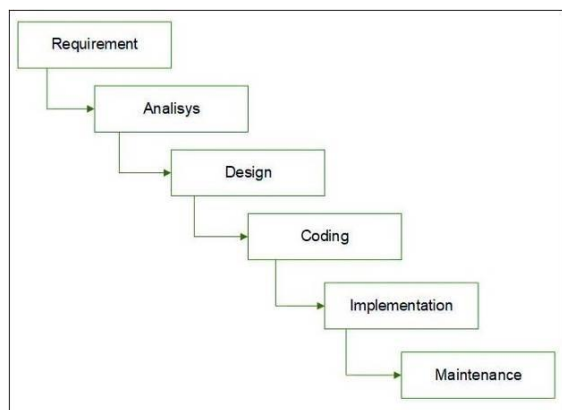 Requirement
Analisys
Design
Coding
Implementation
Maintenance